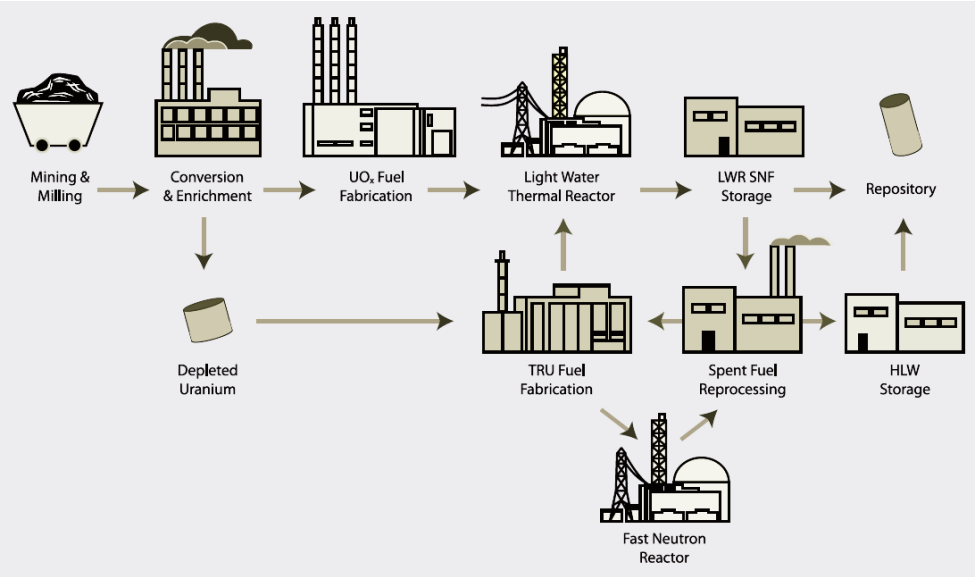 Mining &
Milling
Conversion
& Enrichment
UOₓ Fuel
Fabrication
Light Water
Thermal Reactor
LWR SNF
Storage
Repository
Depleted
Uranium
TRU Fuel
Fabrication
Spent Fuel
Reprocessing
HLW
Storage
Fast Neutron
Reactor